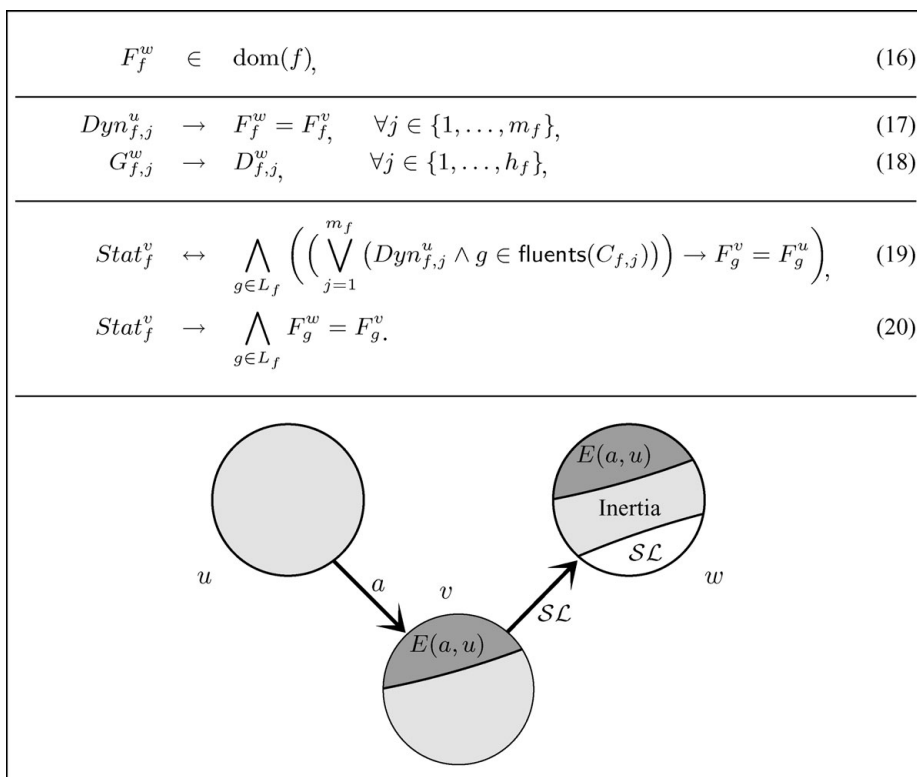 F_f^w ∈ dom(f), (16)
Dyn_{f,j}^u → F_f^w = F_f^v, ∀j ∈ {1, . . . , m_f}, (17)
G_{f,j}^w → D_{f,j}^w, ∀j ∈ {1, . . . , h_f}, (18)
Stat_f^v ↔ ⋀_{g∈L_f} ( ( ⋁_{j=1}^{m_f} (Dyn_{f,j}^u ∧ g ∈ fluents(C_{f,j})) ) → F_g^v = F_g^u ), (19)
Stat_f^v → ⋀_{g∈L_f} F_g^w = F_g^v. (20)
E(a, u)
Inertia
SL
u
a
v
SL
w
E(a, u)